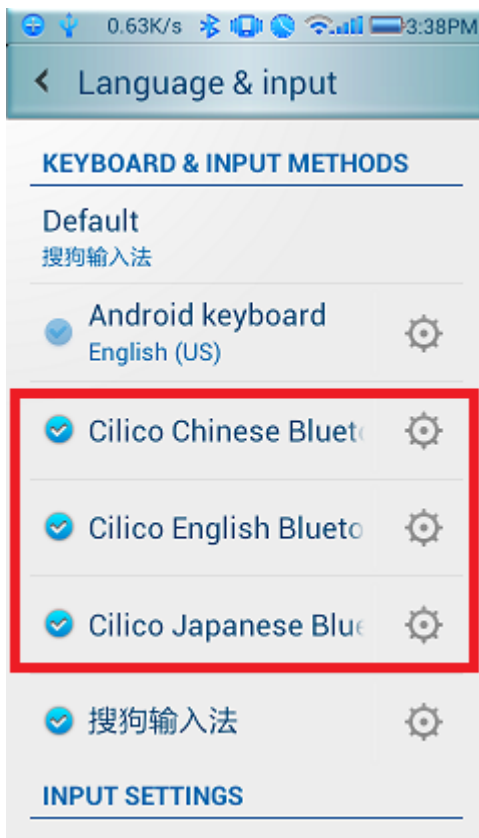 0.63K/s 3:38PM
Language & input
KEYBOARD & INPUT METHODS
Default
搜狗输入法
Android keyboard
English (US)
Cilico Chinese Bluet
Cilico English Blueto
Cilico Japanese Blue
搜狗输入法
INPUT SETTINGS